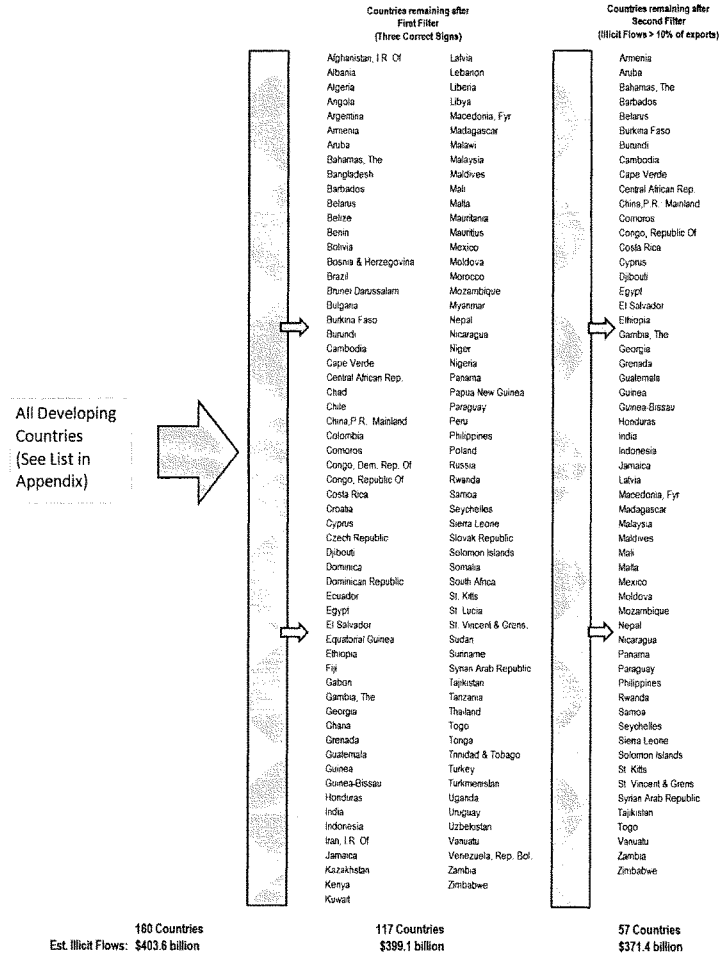 Countries remaining after
First Filter
(Three Correct Signs)
Countries remaining after
Second Filter
(Illicit Flows > 10% of exports)
All Developing
Countries
(See List in
Appendix)
Afghanistan, I.R. Of
Albania
Algeria
Angola
Argentina
Armenia
Aruba
Bahamas, The
Bangladesh
Barbados
Belarus
Belize
Benin
Bolivia
Bosnia & Herzegovina
Brazil
Brunei Darussalam
Bulgaria
Burkina Faso
Burundi
Cambodia
Cape Verde
Central African Rep.
Chad
Chile
China,P.R. Mainland
Colombia
Comoros
Congo, Dem. Rep. Of
Congo, Republic Of
Costa Rica
Croatia
Cyprus
Czech Republic
Djibouti
Dominica
Dominican Republic
Ecuador
Egypt
El Salvador
Equatorial Guinea
Ethiopia
Fiji
Gabon
Gambia, The
Georgia
Ghana
Grenada
Guatemala
Guinea
Guinea-Bissau
Honduras
India
Indonesia
Iran, I.R. Of
Jamaica
Kazakhstan
Kenya
Kuwait
Latvia
Lebanon
Liberia
Libya
Macedonia, Fyr
Madagascar
Malawi
Malaysia
Maldives
Mali
Malta
Mauritania
Mauritius
Mexico
Moldova
Morocco
Mozambique
Myanmar
Nepal
Nicaragua
Niger
Nigeria
Panama
Papua New Guinea
Paraguay
Peru
Philippines
Poland
Russia
Rwanda
Samoa
Seychelles
Sierra Leone
Slovak Republic
Solomon Islands
Somalia
South Africa
St. Kitts
St. Lucia
St. Vincent & Grens.
Sudan
Suriname
Syrian Arab Republic
Tajikistan
Tanzania
Thailand
Togo
Tonga
Trinidad & Tobago
Turkey
Turkmenistan
Uganda
Uruguay
Uzbekistan
Vanuatu
Venezuela, Rep. Bol.
Zambia
Zimbabwe
Armenia
Aruba
Bahamas, The
Barbados
Belarus
Burkina Faso
Burundi
Cambodia
Cape Verde
Central African Rep.
China,P.R.: Mainland
Comoros
Congo, Republic Of
Costa Rica
Cyprus
Djibouti
Egypt
El Salvador
Ethiopia
Gambia, The
Georgia
Grenada
Guatemala
Guinea
Guinea-Bissau
Honduras
India
Indonesia
Jamaica
Latvia
Macedonia, Fyr
Madagascar
Malaysia
Maldives
Mali
Malta
Mexico
Moldova
Mozambique
Nepal
Nicaragua
Panama
Paraguay
Philippines
Rwanda
Samoa
Seychelles
Sierra Leone
Solomon Islands
St. Kitts
St. Vincent & Grens
Syrian Arab Republic
Tajikistan
Togo
Vanuatu
Zambia
Zimbabwe
160 Countries
117 Countries
57 Countries
Est. Illicit Flows: $403.6 billion
$399.1 billion
$371.4 billion